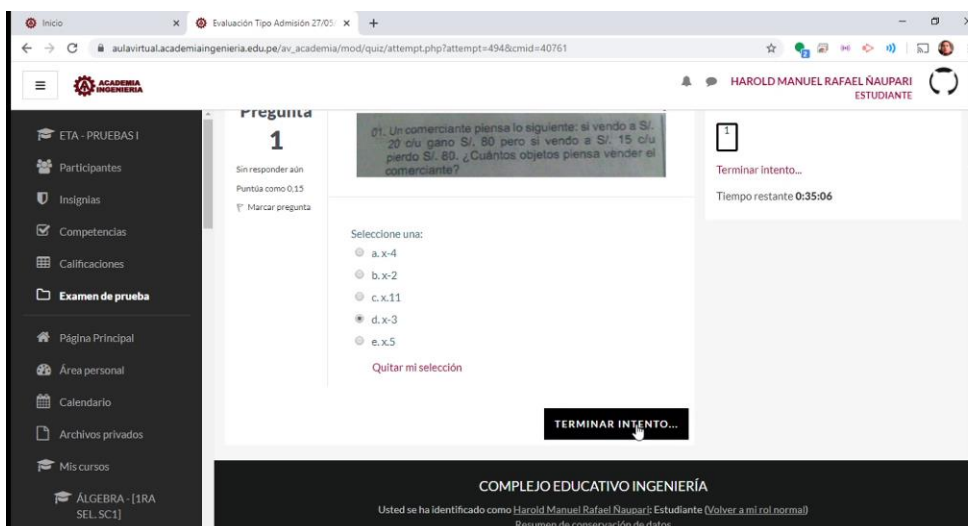 Inicio
Evaluación Tipo Admisión 27/05
aulavirtual.academiaingenieria.edu.pe/av_academia/mod/quiz/attempt.php?attempt=494&cmid=40761
ACADEMIA
INGENIERIA
HAROLD MANUEL RAFAEL ÑAUPARI
ESTUDIANTE
ETA - PRUEBAS I
Participantes
Insignias
Competencias
Calificaciones
Examen de prueba
Página Principal
Área personal
Calendario
Archivos privados
Mis cursos
ÁLGEBRA - [1RA
SEL. SC1]
Pregunta
1
Sin responder aún
Puntúa como 0,15
Marcar pregunta
01. Un comerciante piensa lo siguiente: si vendo a S/.
20 c/u gano S/. 80 pero si vendo a S/. 15 c/u
pierdo S/. 80. ¿Cuántos objetos piensa vender el
comerciante?
Seleccione una:
a. x-4
b. x-2
c. x.11
d. x-3
e. x.5
Quitar mi selección
TERMINAR INTENTO...
1
Terminar intento...
Tiempo restante 0:35:06
COMPLEJO EDUCATIVO INGENIERÍA
Usted se ha identificado como Harold Manuel Rafael Ñaupari: Estudiante (Volver a mi rol normal)
Resumen de conservación de datos